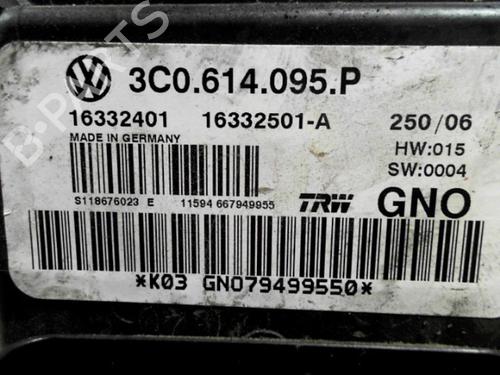 3C0.614.095.P
16332401 16332501-A 250/06
MADE IN GERMANY
HW:015
SW:0004
S118676023 E 11594 667949955 TRW GNO
*K03 GNO79499550*
B-PARTS